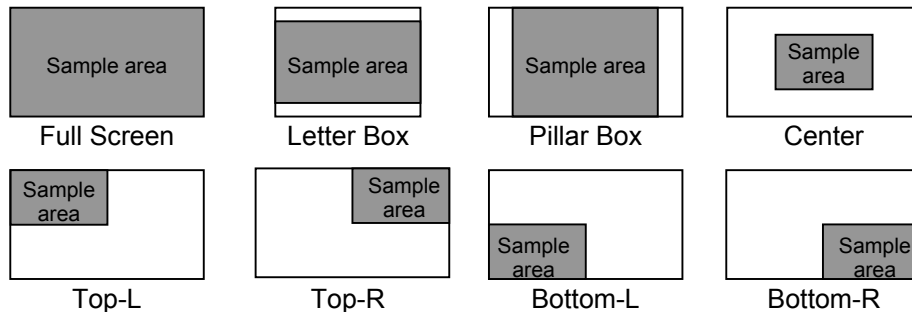 Sample area
Full Screen
Sample area
Letter Box
Sample area
Pillar Box
Sample
area
Center
Sample
area
Top-L
Sample
area
Top-R
Sample
area
Bottom-L
Sample
area
Bottom-R